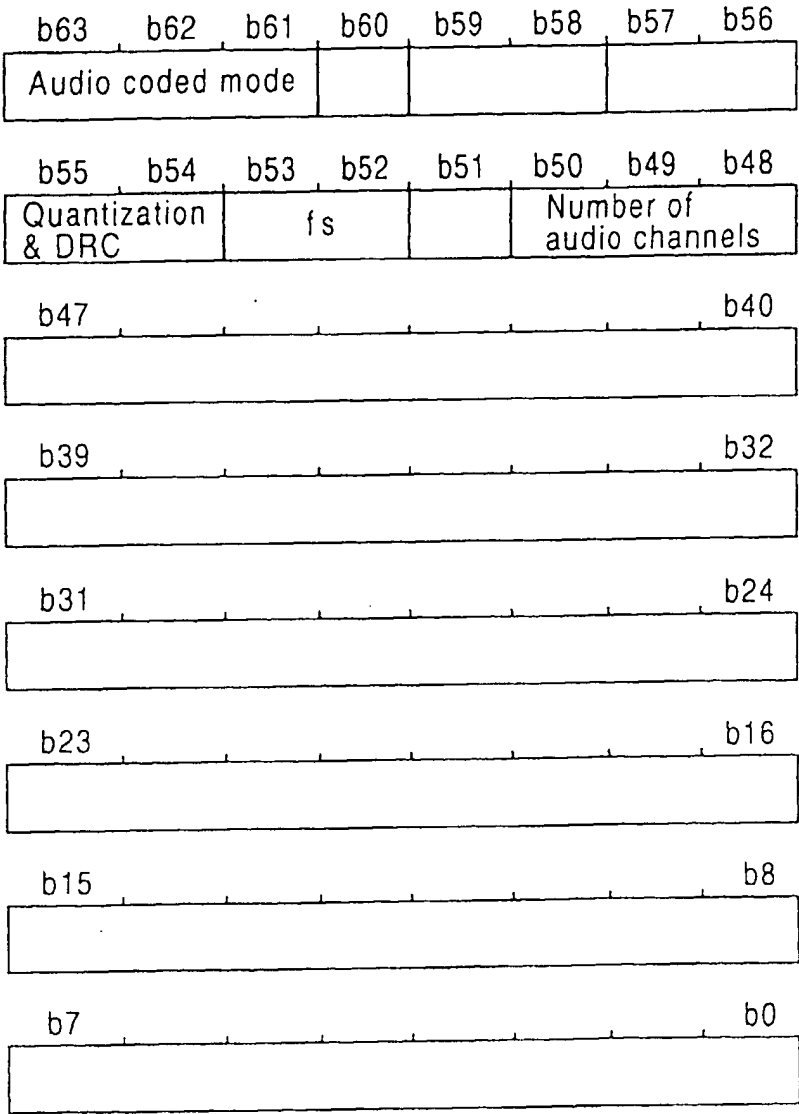 b63 b62 b61 b60 b59 b58 b57 b56
Audio coded mode
b55 b54 b53 b52 b51 b50 b49 b48
Quantization
& DRC
fs
Number of
audio channels
b47 b40
b39 b32
b31 b24
b23 b16
b15 b8
b7 b0